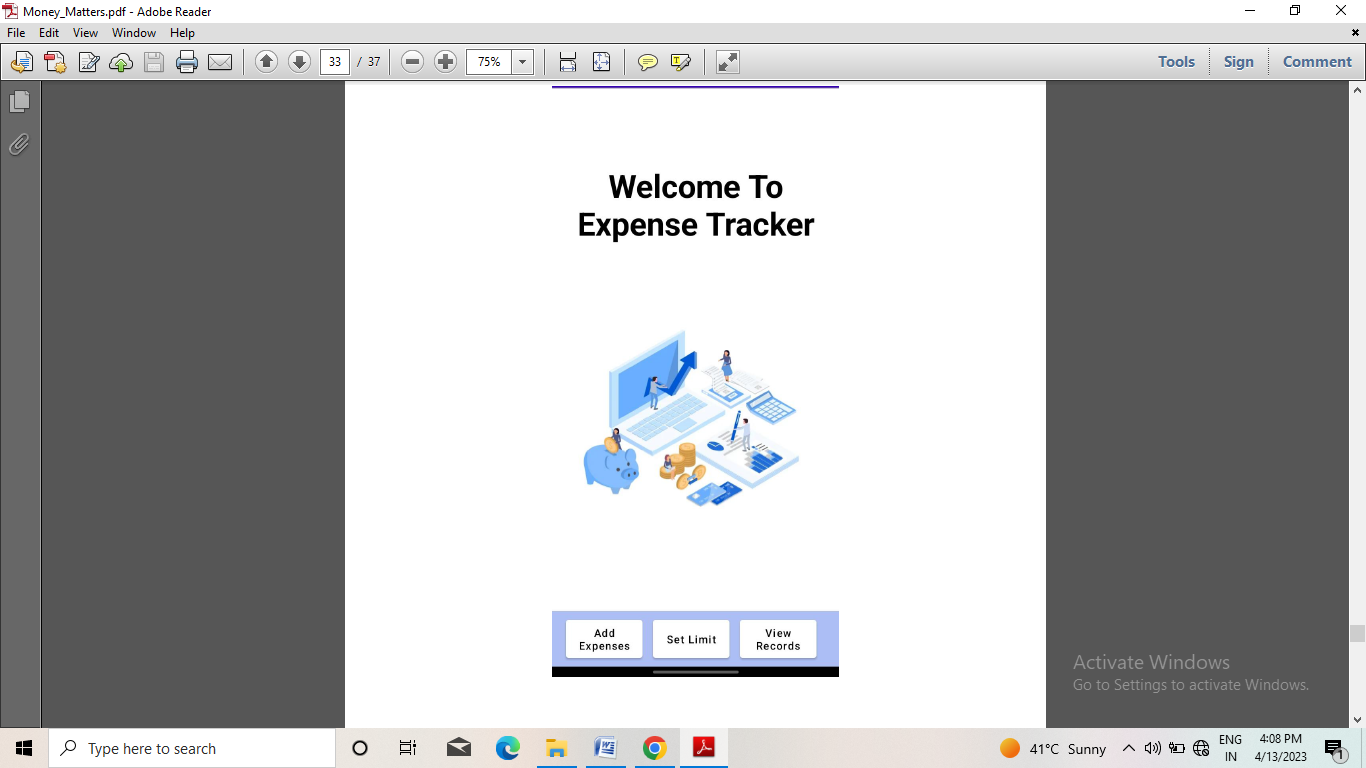 Money_Matters.pdf - Adobe Reader
File Edit View Window Help
33 / 37 75% Tools Sign Comment
Welcome To
Expense Tracker
Add
Expenses
Set Limit
View
Records
Activate Windows
Go to Settings to activate Windows.
Type here to search
41°C Sunny
ENG
IN
4:08 PM
4/13/2023
1